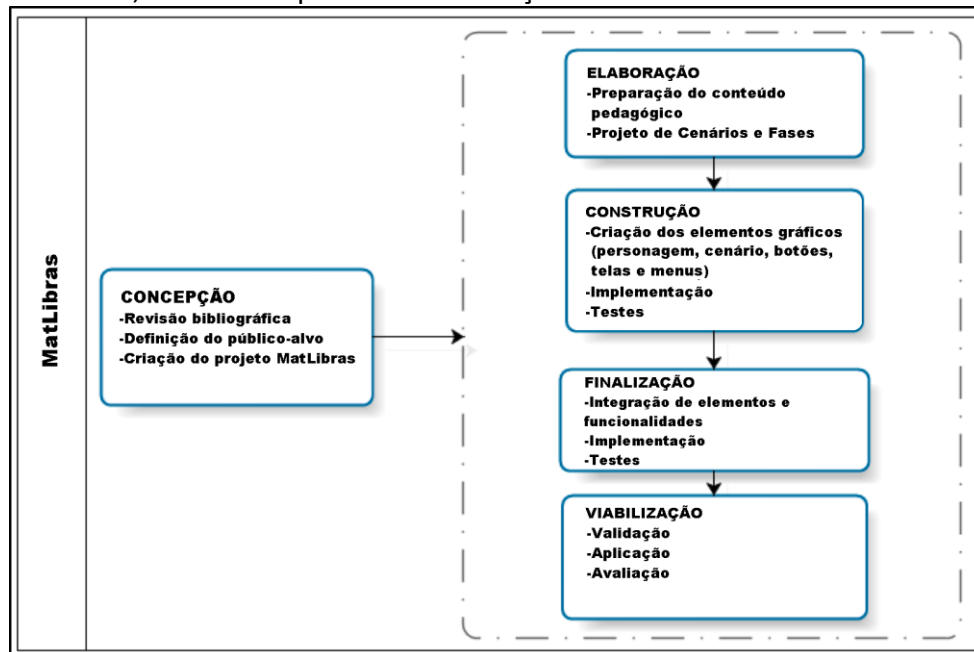 MatLibras
CONCEPÇÃO
-Revisão bibliográfica
-Definição do público-alvo
-Criação do projeto MatLibras
ELABORAÇÃO
-Preparação do conteúdo
pedagógico
-Projeto de Cenários e Fases
CONSTRUÇÃO
-Criação dos elementos gráficos
(personagem, cenário, botões,
telas e menus)
-Implementação
-Testes
FINALIZAÇÃO
-Integração de elementos e
funcionalidades
-Implementação
-Testes
VIABILIZAÇÃO
-Validação
-Aplicação
-Avaliação